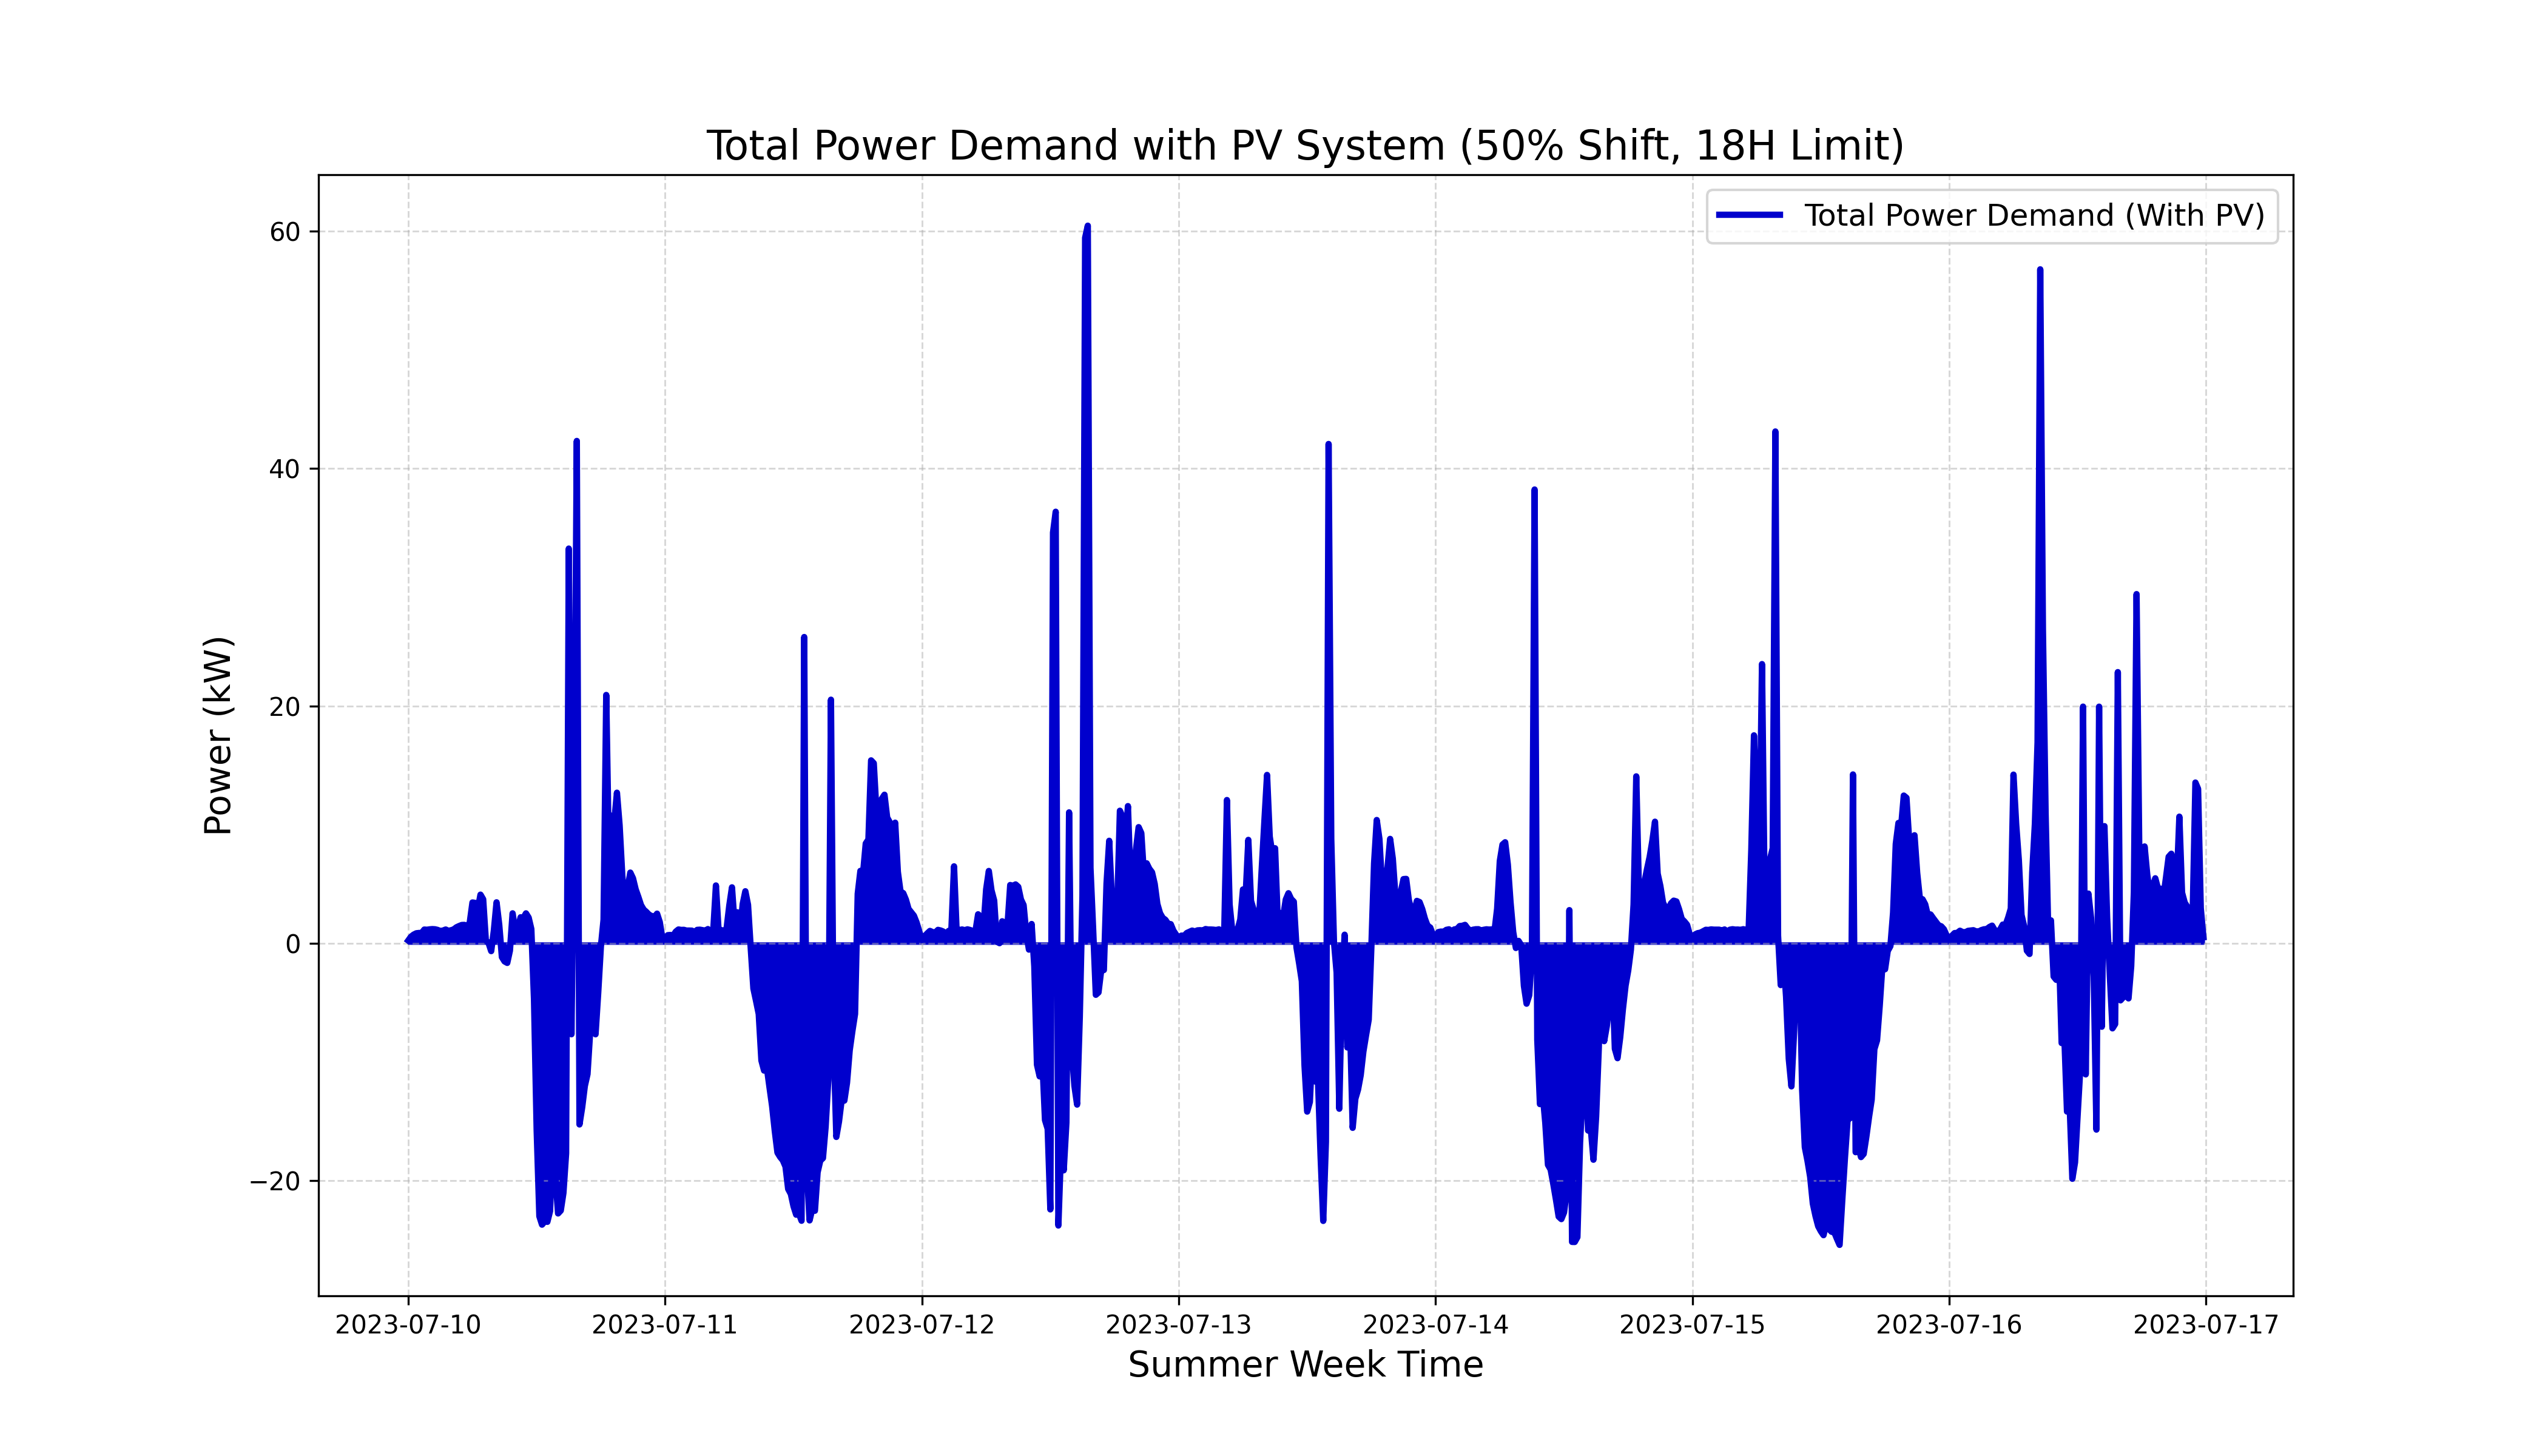 Total Power Demand with PV System (50% Shift, 18H Limit)
Total Power Demand (With PV)
Power (kW)
60
40
20
0
−20
2023-07-10 2023-07-11 2023-07-12 2023-07-13 2023-07-14 2023-07-15 2023-07-16 2023-07-17
Summer Week Time